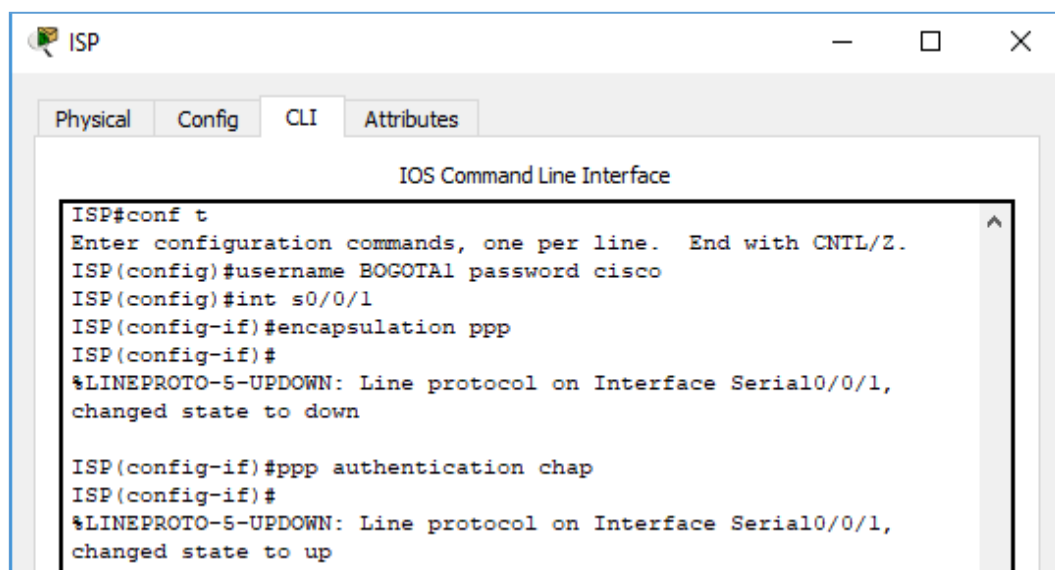 ISP
Physical Config CLI Attributes
IOS Command Line Interface
ISP#conf t
Enter configuration commands, one per line.  End with CNTL/Z.
ISP(config)#username BOGOTA1 password cisco
ISP(config)#int s0/0/1
ISP(config-if)#encapsulation ppp
ISP(config-if)#
%LINEPROTO-5-UPDOWN: Line protocol on Interface Serial0/0/1,
changed state to down
ISP(config-if)#ppp authentication chap
ISP(config-if)#
%LINEPROTO-5-UPDOWN: Line protocol on Interface Serial0/0/1,
changed state to up